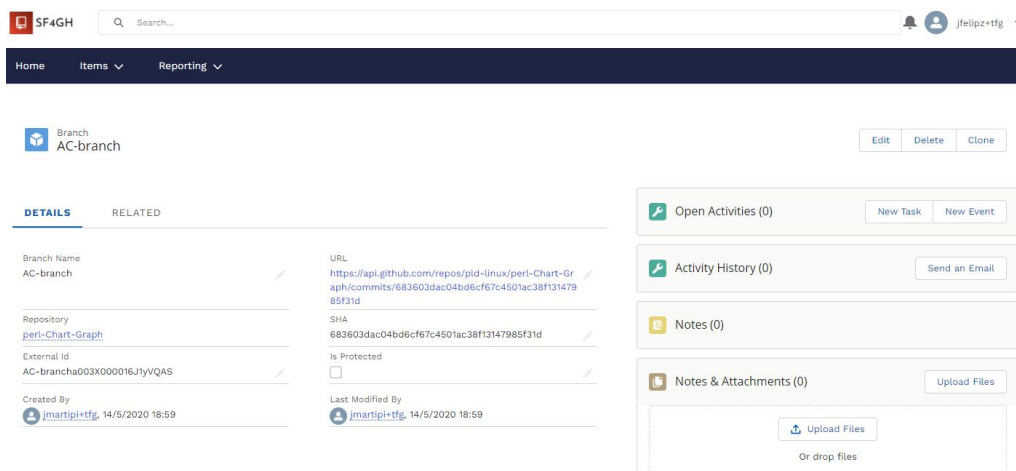 SF4GH
Search...
jfelipz+tfg
Home Items Reporting
Branch
AC-branch
Edit Delete Clone
DETAILS RELATED
Branch Name
AC-branch
URL
https://api.github.com/repos/pld-linux/perl-Chart-Gr
aph/commits/683603dac04bd6cf67c4501ac38f131479
85f31d
Repository
perl-Chart-Graph
SHA
683603dac04bd6cf67c4501ac38f13147985f31d
External Id
AC-brancha003X000016J1yVQAS
Is Protected
Created By
jmartipi+tfg, 14/5/2020 18:59
Last Modified By
jmartipi+tfg, 14/5/2020 18:59
Open Activities (0)
New Task New Event
Activity History (0)
Send an Email
Notes (0)
Notes & Attachments (0)
Upload Files
Upload Files
Or drop files